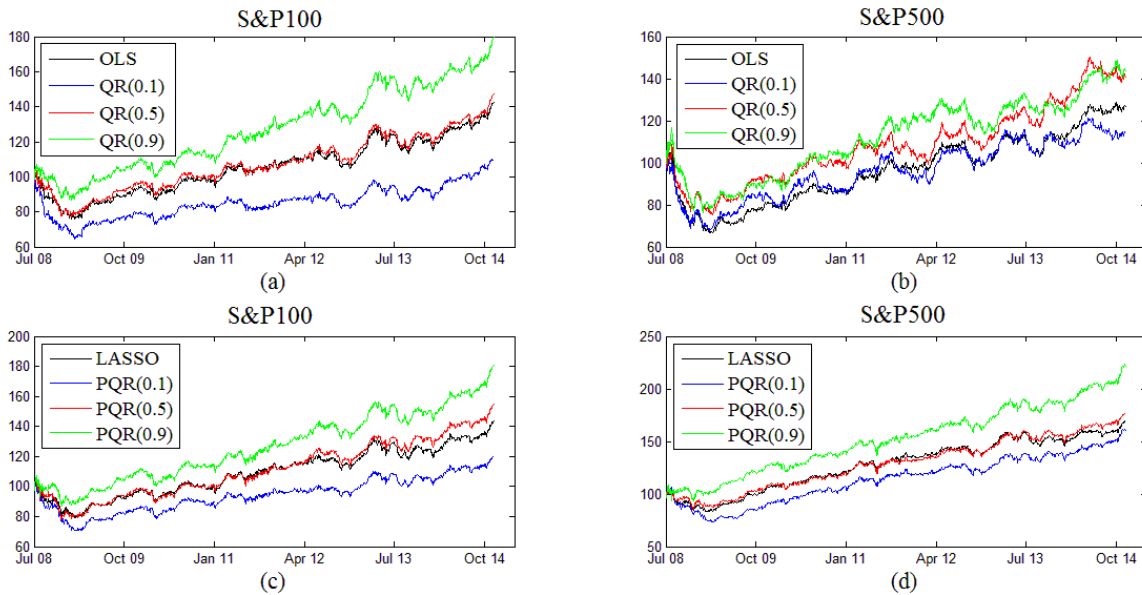 S&P100
180
160
140
120
100
80
60
OLS
QR(0.1)
QR(0.5)
QR(0.9)
Jul 08 Oct 09 Jan 11 Apr 12 Jul 13 Oct 14
(a)
S&P500
160
140
120
100
80
60
OLS
QR(0.1)
QR(0.5)
QR(0.9)
Jul 08 Oct 09 Jan 11 Apr 12 Jul 13 Oct 14
(b)
S&P100
200
180
160
140
120
100
80
60
LASSO
PQR(0.1)
PQR(0.5)
PQR(0.9)
Jul 08 Oct 09 Jan 11 Apr 12 Jul 13 Oct 14
(c)
S&P500
250
200
150
100
50
LASSO
PQR(0.1)
PQR(0.5)
PQR(0.9)
Jul 08 Oct 09 Jan 11 Apr 12 Jul 13 Oct 14
(d)